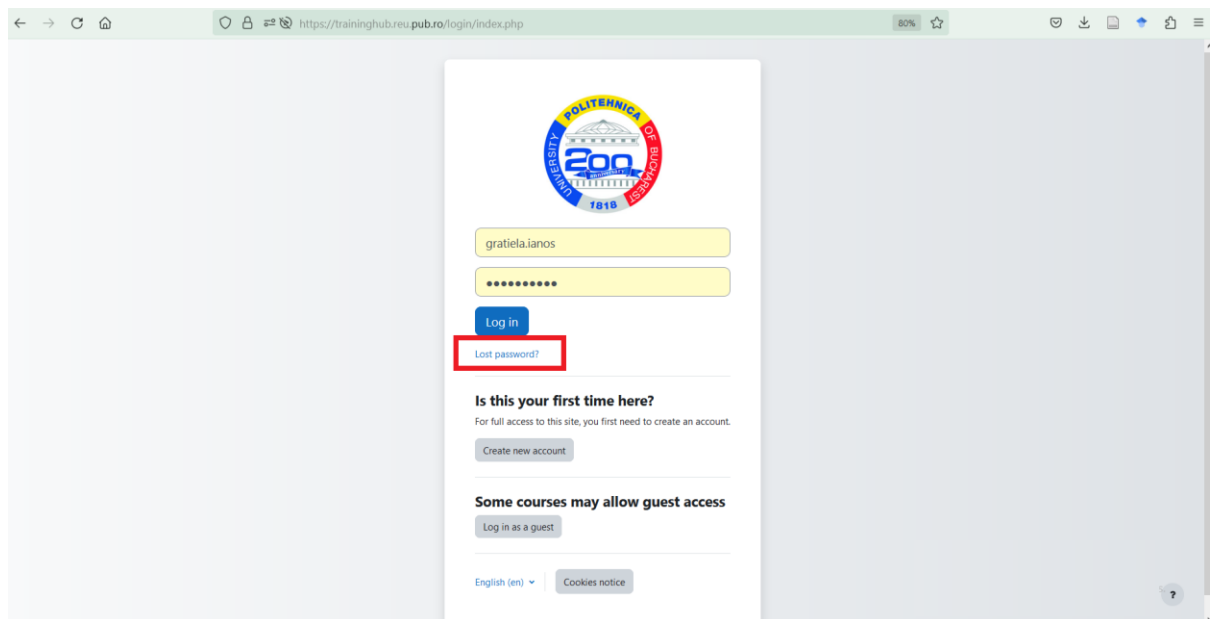 https://traininghub.reu.pub.ro/login/index.php
80%
UNIVERSITY POLITEHNICA OF BUCHAREST
200
anniversary
1818
gratiela.ianos
••••••••••
Log in
Lost password?
Is this your first time here?
For full access to this site, you first need to create an account.
Create new account
Some courses may allow guest access
Log in as a guest
English (en)
Cookies notice
?